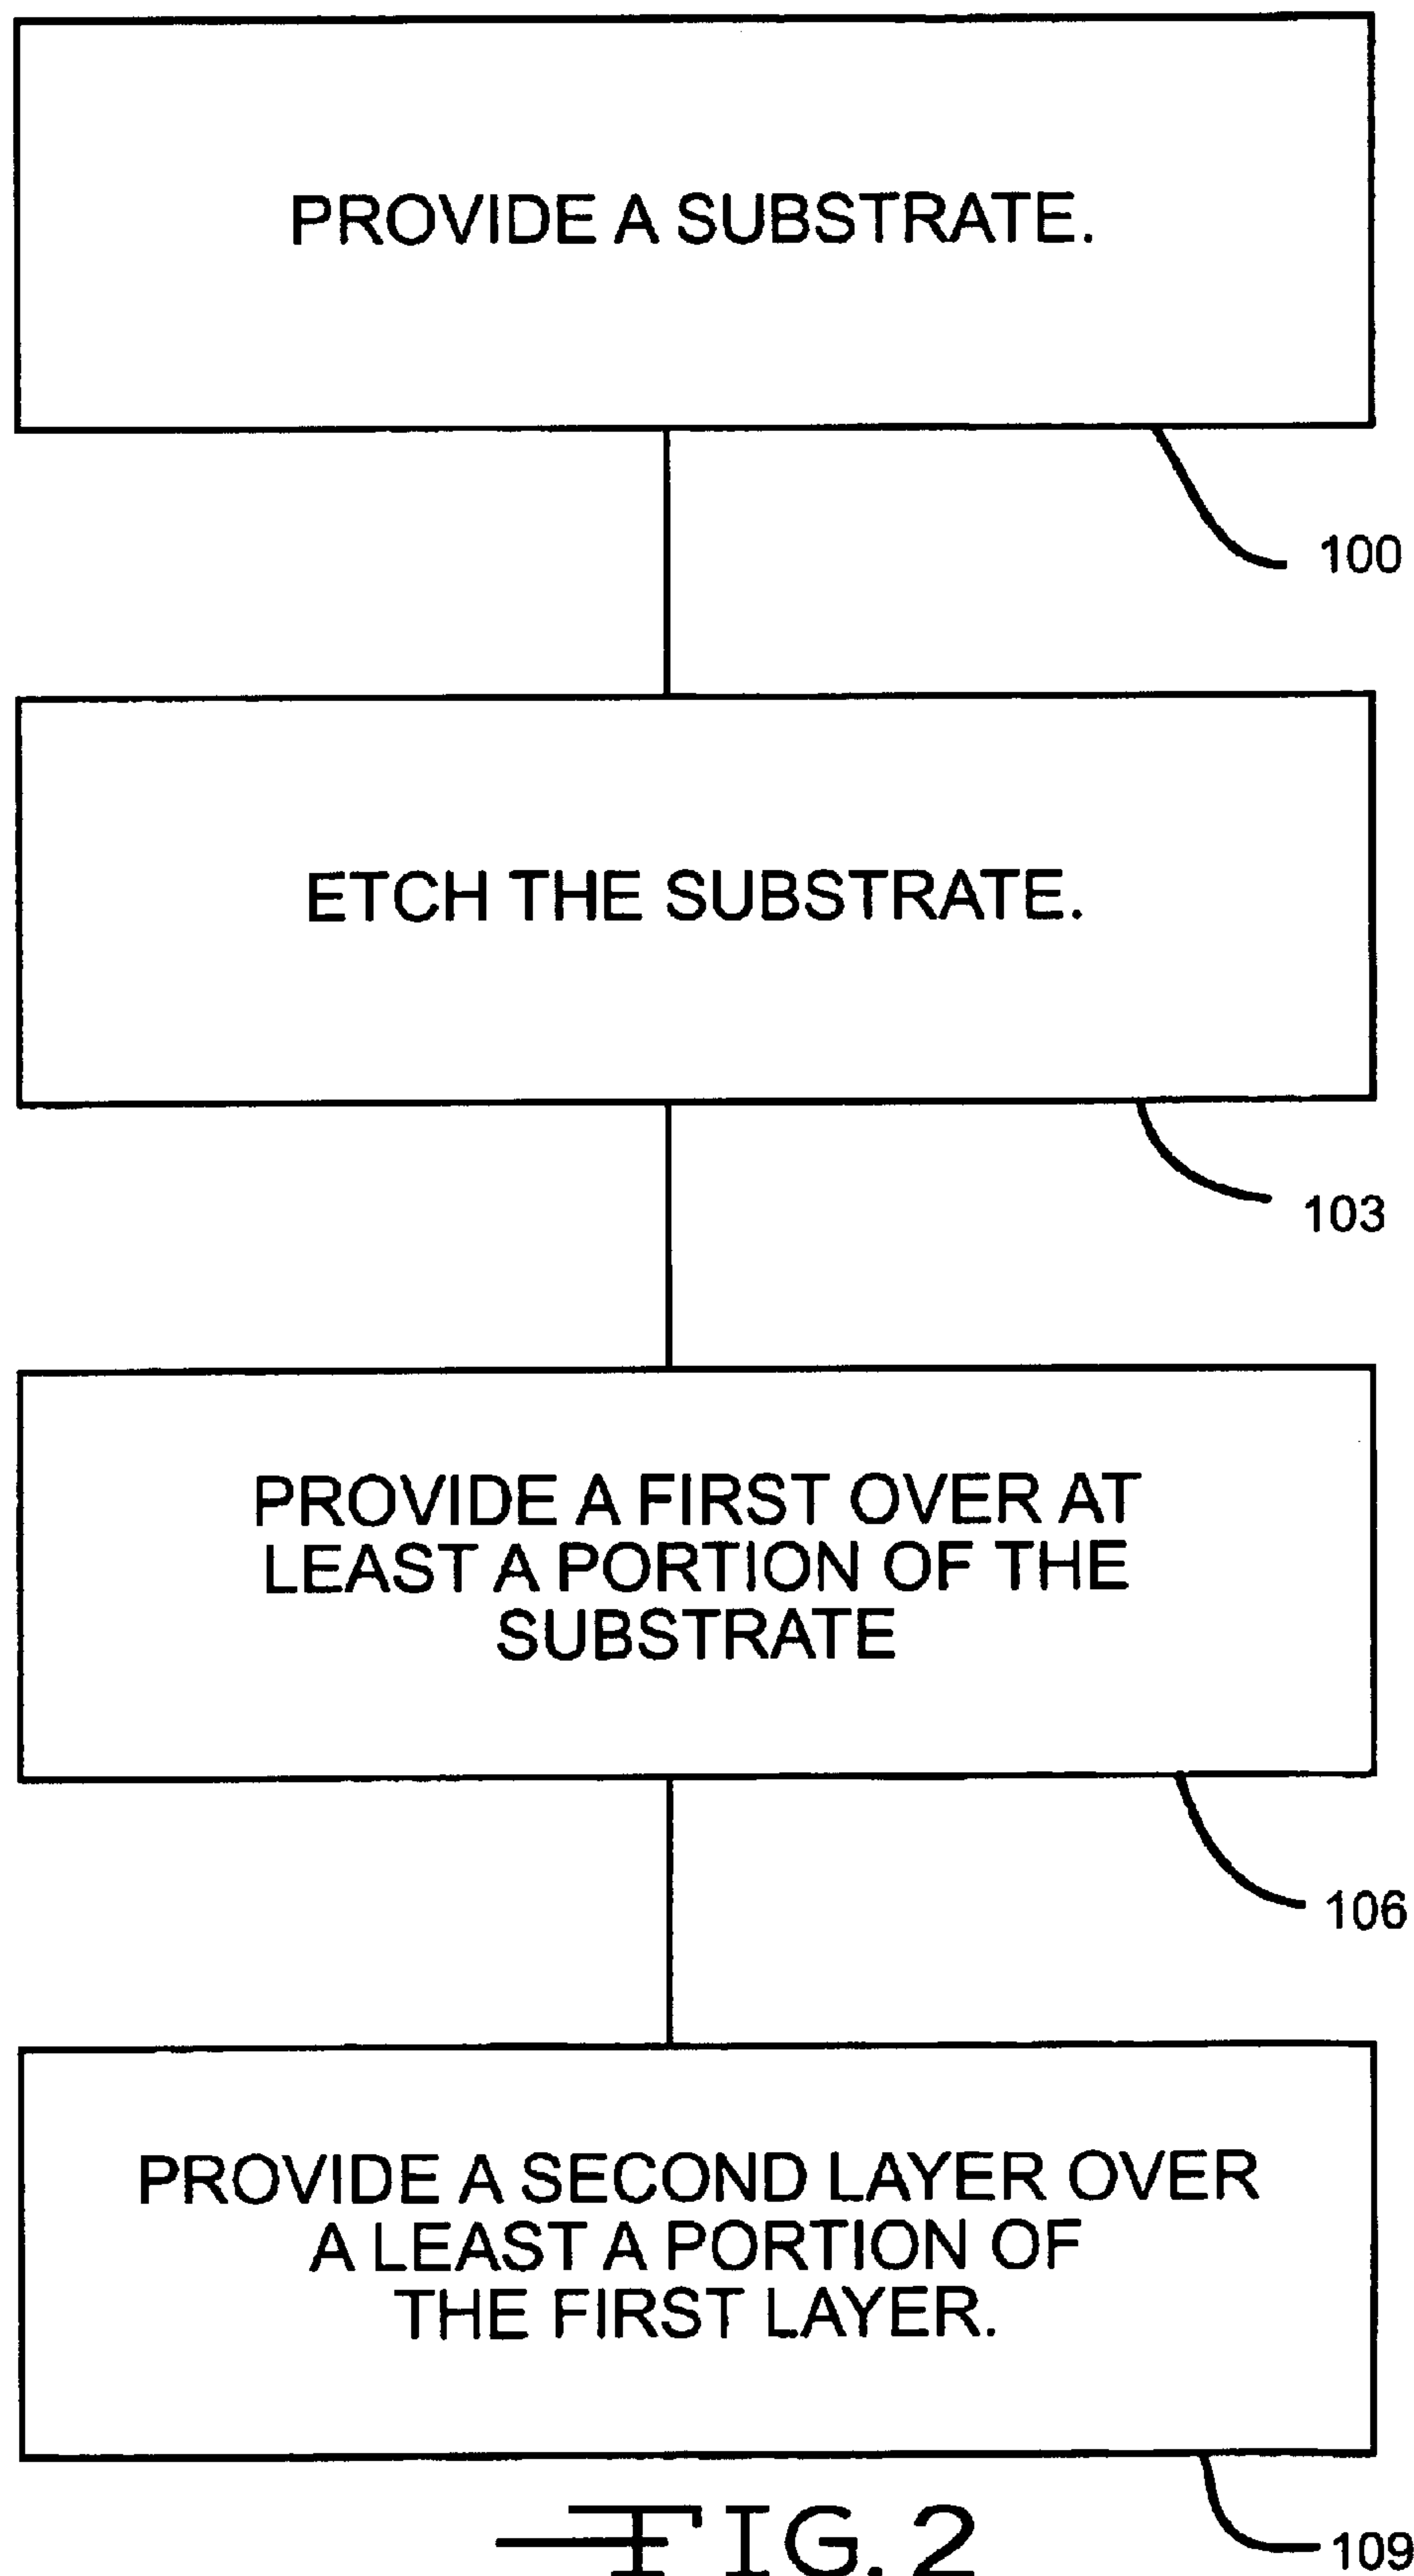 PROVIDE A SUBSTRATE.
100
ETCH THE SUBSTRATE.
103
PROVIDE A FIRST OVER AT
LEAST A PORTION OF THE
SUBSTRATE
106
PROVIDE A SECOND LAYER OVER
A LEAST A PORTION OF
THE FIRST LAYER.
109
FIG. 2